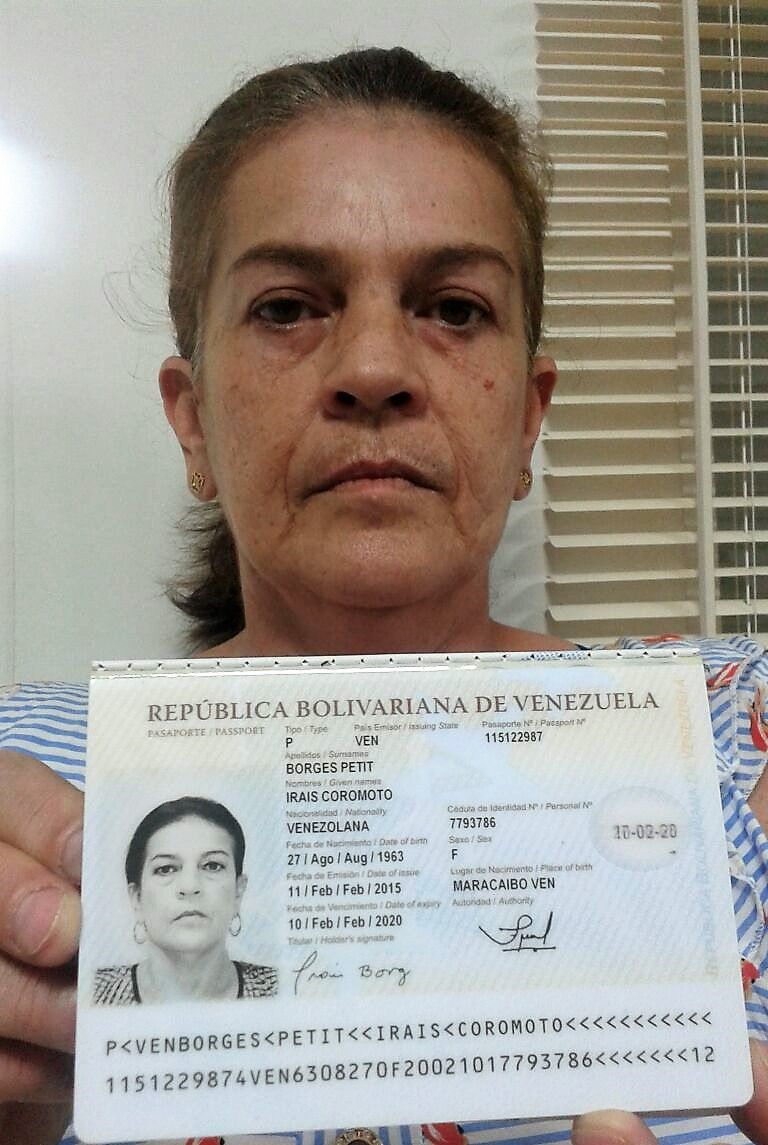 REPÚBLICA BOLIVARIANA DE VENEZUELA
PASAPORTE / PASSPORT
Tipo / Type
País Emisor / Issuing State
Pasaporte Nº / Passport Nº
P
VEN
115122987
Apellidos / Surnames
BORGES PETIT
Nombres / Given names
IRAIS COROMOTO
Nacionalidad / Nationality
Cédula de Identidad Nº / Personal Nº
VENEZOLANA
7793786
Fecha de Nacimiento / Date of birth
Sexo / Sex
27 / Ago / Aug / 1963
F
Fecha de Emisión / Date of issue
Lugar de Nacimiento / Place of birth
11 / Feb / Feb / 2015
MARACAIBO VEN
Fecha de Vencimiento / Date of expiry
Autoridad / Authority
10 / Feb / Feb / 2020
Titular / Holder's signature
Irais Borg
10-02-20
P<VENBORGES<PETIT<<IRAIS<COROMOTO<<<<<<<<<<<
1151229874VEN6308270F20021017793786<<<<<<<12